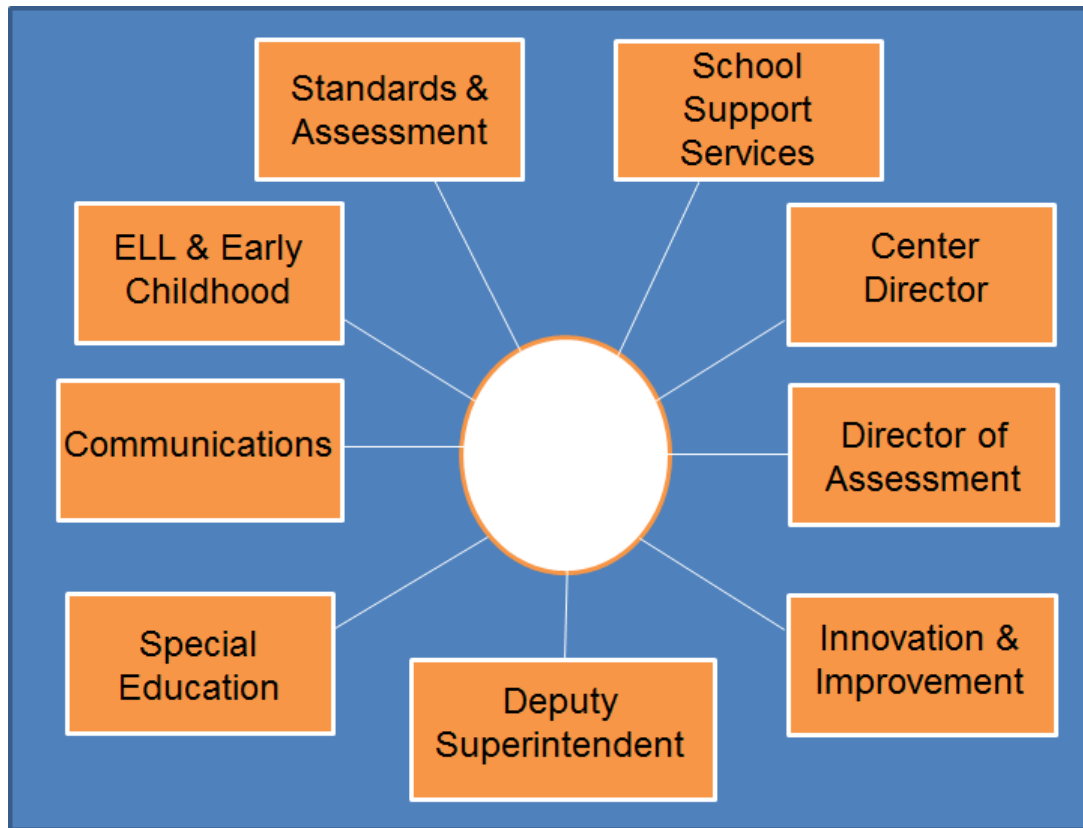 Standards &
Assessment
School
Support
Services
ELL & Early
Childhood
Center
Director
Communications
Director of
Assessment
Special
Education
Deputy
Superintendent
Innovation &
Improvement